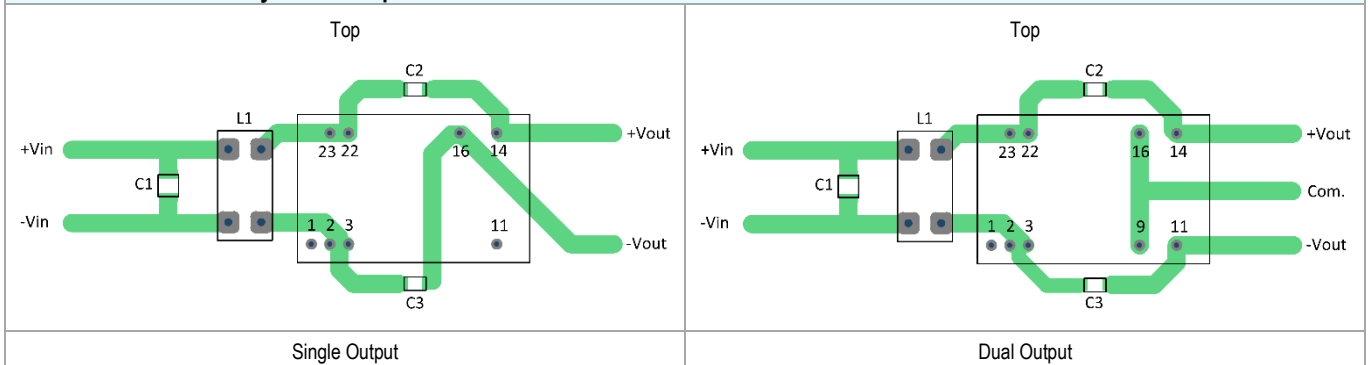 Top
C2
L1
+Vin
23 22
16
14
+Vout
C1
-Vin
1 2 3
11
-Vout
C3
Single Output
Top
C2
L1
+Vin
23 22
16
14
+Vout
C1
Com.
-Vin
1 2 3
9
11
-Vout
C3
Dual Output